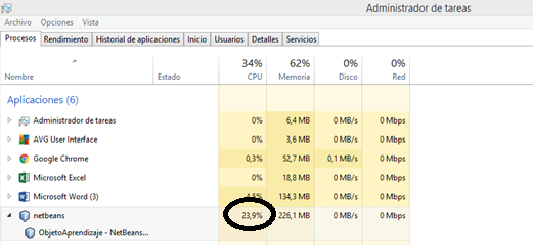 Administrador de tareas
Archivo Opciones Vista
Procesos Rendimiento Historial de aplicaciones Inicio Usuarios Detalles Servicios
34% 62% 0% 0%
Nombre Estado CPU Memoria Disco Red
Aplicaciones (6)
Administrador de tareas 0% 6,4 MB 0 MB/s 0 Mbps
AVG User Interface 0% 3,6 MB 0 MB/s 0 Mbps
Google Chrome 0,3% 52,7 MB 0,1 MB/s 0 Mbps
Microsoft Excel 0% 18,8 MB 0 MB/s 0 Mbps
Microsoft Word (3) 4,5% 134,3 MB 0 MB/s 0 Mbps
netbeans 23,9% 226,1 MB 0 MB/s 0 Mbps
ObjetoAprendizaje - NetBeans...